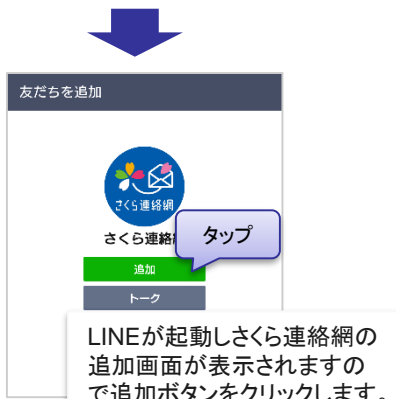 友だちを追加
さくら連絡網
さくら連絡
タップ
追加
トーク
LINEが起動しさくら連絡網の
追加画面が表示されますの
で追加ボタンをクリックします。